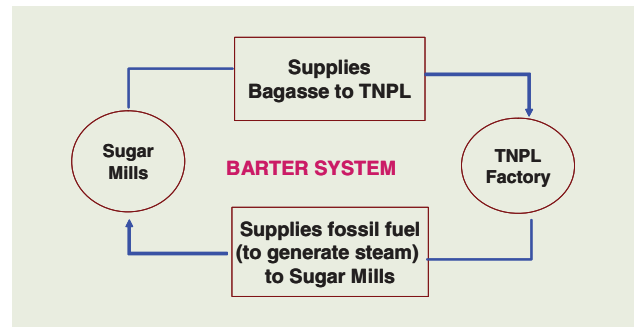 Supplies
Bagasse to TNPL
Sugar
Mills
BARTER SYSTEM
TNPL
Factory
Supplies fossil fuel
(to generate steam)
to Sugar Mills